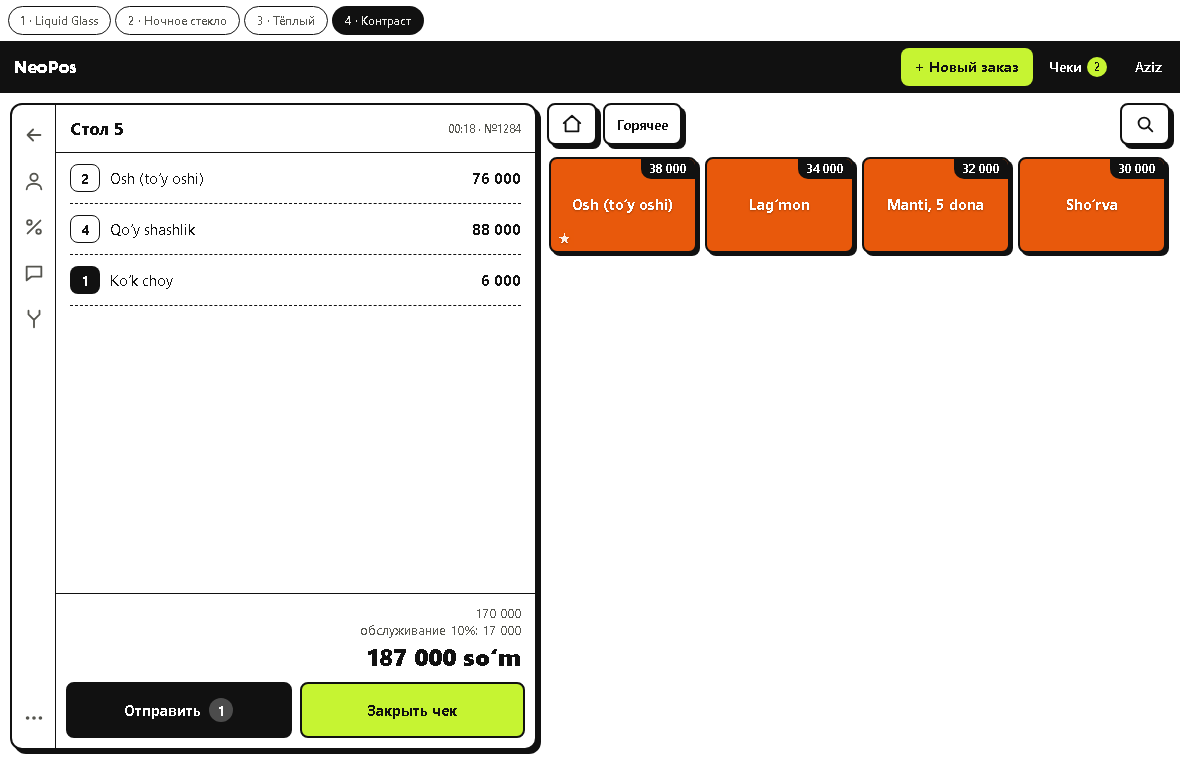 1 · Liquid Glass
2 · Ночное стекло
3 · Тёплый
4 · Контраст
NeoPos
+ Новый заказ
Чеки 2
Aziz
Стол 5
00:18 · №1284
2 Osh (to‘y oshi) 76 000
4 Qo‘y shashlik 88 000
1 Ko‘k choy 6 000
170 000
обслуживание 10%: 17 000
187 000 so‘m
Отправить 1
Закрыть чек
Горячее
38 000
Osh (to‘y oshi)
34 000
Lag‘mon
32 000
Manti, 5 dona
30 000
Sho‘rva